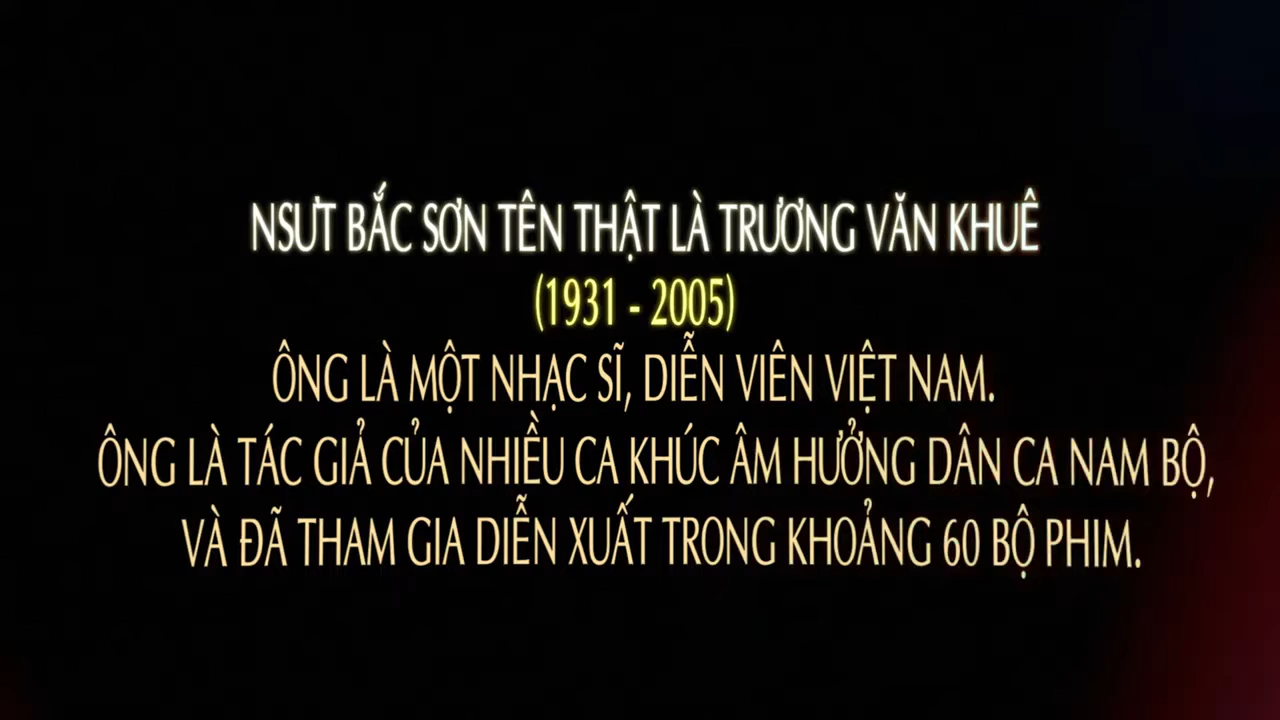 NSƯT BẮC SƠN TÊN THẬT LÀ TRƯƠNG VĂN KHUÊ
(1931 - 2005)
ÔNG LÀ MỘT NHẠC SĨ, DIỄN VIÊN VIỆT NAM.
ÔNG LÀ TÁC GIẢ CỦA NHIỀU CA KHÚC ÂM HƯỞNG DÂN CA NAM BỘ,
VÀ ĐÃ THAM GIA DIỄN XUẤT TRONG KHOẢNG 60 BỘ PHIM.